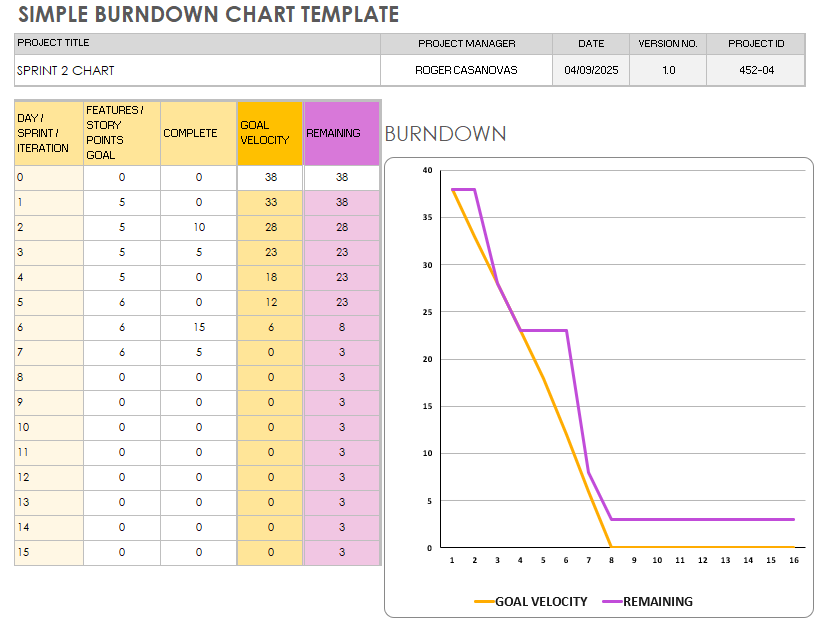 SIMPLE BURNDOWN CHART TEMPLATE
PROJECT TITLE PROJECT MANAGER DATE VERSION NO. PROJECT ID
SPRINT 2 CHART ROGER CASANOVAS 04/09/2025 1.0 452-04
DAY / SPRINT / ITERATION FEATURES / STORY POINTS GOAL COMPLETE GOAL VELOCITY REMAINING
0 0 0 38 38
1 5 0 33 38
2 5 10 28 28
3 5 5 23 23
4 5 0 18 23
5 6 0 12 23
6 6 15 6 8
7 6 5 0 3
8 0 0 0 3
9 0 0 0 3
10 0 0 0 3
11 0 0 0 3
12 0 0 0 3
13 0 0 0 3
14 0 0 0 3
15 0 0 0 3
BURNDOWN
40
35
30
25
20
15
10
5
0
1 2 3 4 5 6 7 8 9 10 11 12 13 14 15 16
GOAL VELOCITY REMAINING